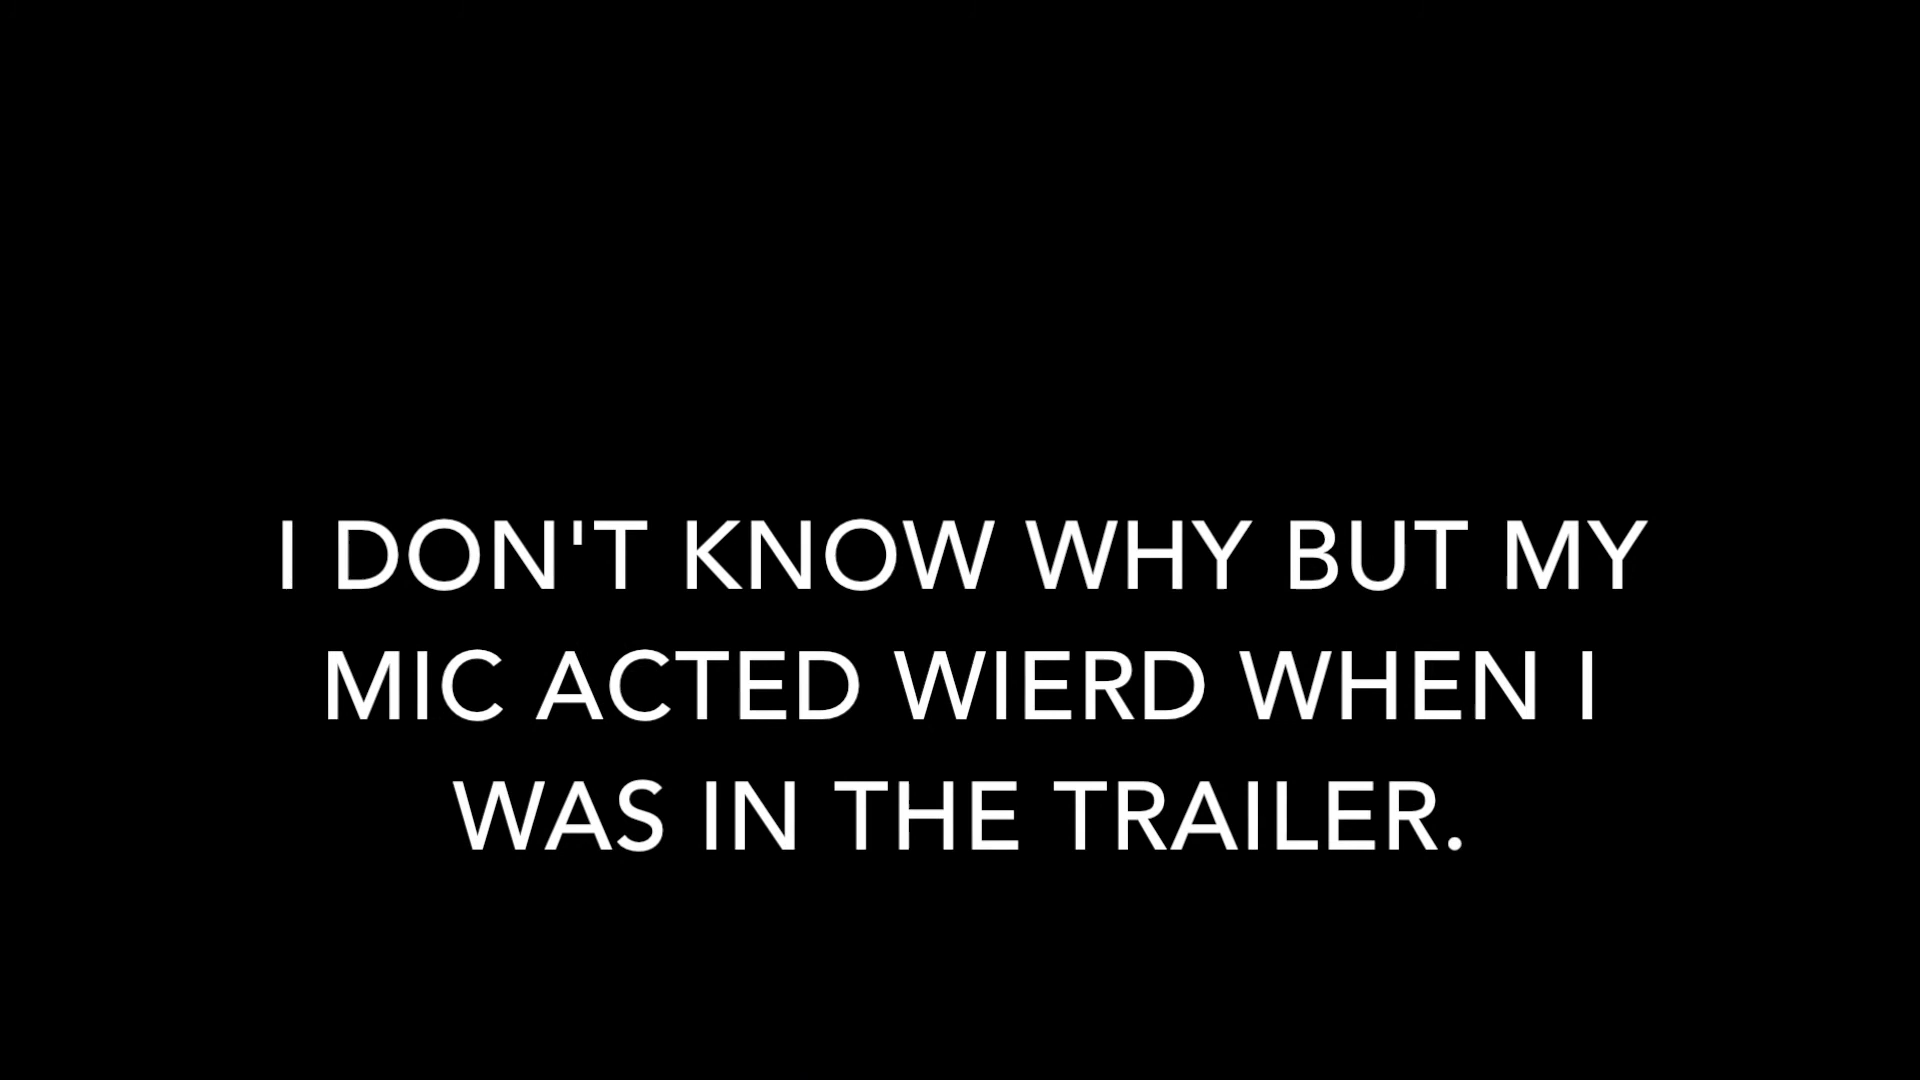 I DON'T KNOW WHY BUT MY
MIC ACTED WIERD WHEN I
WAS IN THE TRAILER.